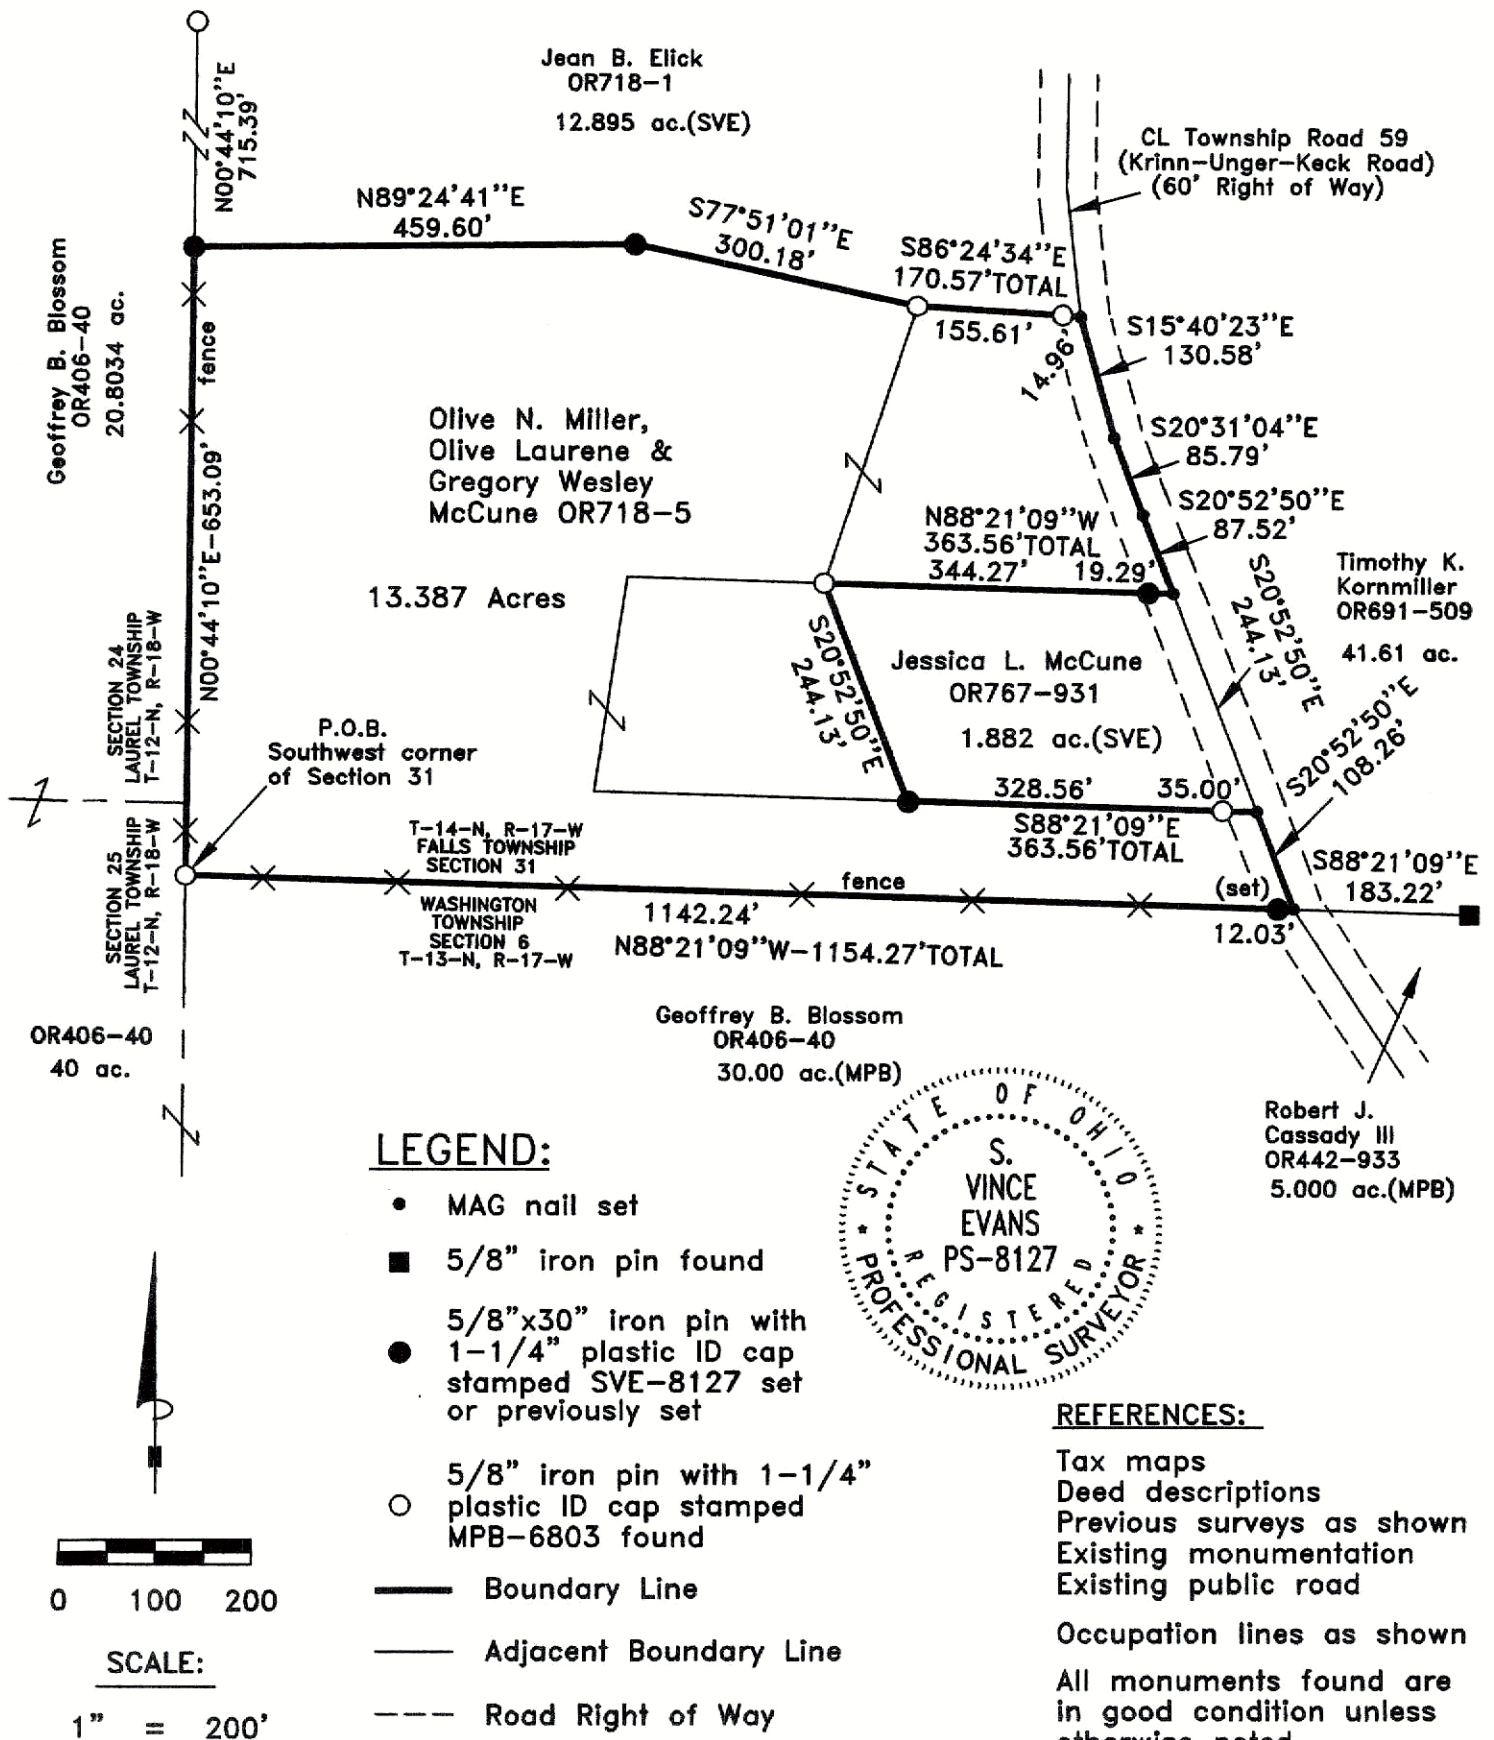 Jean B. Elick
OR718-1
12.895 ac.(SVE)
N00°44'10"E
715.39'
CL Township Road 59
(Krinn-Unger-Keck Road)
(60' Right of Way)
N89°24'41"E
459.60'
S77°51'01"E
300.18'
S86°24'34"E
170.57'TOTAL
155.61'
14.96'
S15°40'23"E
130.58'
S20°31'04"E
85.79'
S20°52'50"E
87.52'
Geoffrey B. Blossom
OR406-40
20.8034 ac.
fence
N00°44'10"E-653.09'
Olive N. Miller,
Olive Laurene &
Gregory Wesley
McCune OR718-5
13.387 Acres
N88°21'09"W
363.56'TOTAL
344.27' 19.29'
S20°52'50"E
244.13'
Timothy K.
Kornmiller
OR691-509
41.61 ac.
S20°52'50"E
244.13'
Jessica L. McCune
OR767-931
1.882 ac.(SVE)
S20°52'50"E
108.26'
SECTION 24
LAUREL TOWNSHIP
T-12-N, R-18-W
P.O.B.
Southwest corner
of Section 31
328.56' 35.00'
S88°21'09"E
363.56'TOTAL
SECTION 25
LAUREL TOWNSHIP
T-12-N, R-18-W
T-14-N, R-17-W
FALLS TOWNSHIP
SECTION 31
fence
(set)
S88°21'09"E
183.22'
WASHINGTON
TOWNSHIP
SECTION 6
T-13-N, R-17-W
1142.24'
12.03'
N88°21'09"W-1154.27'TOTAL
OR406-40
40 ac.
Geoffrey B. Blossom
OR406-40
30.00 ac.(MPB)
Robert J.
Cassady III
OR442-933
5.000 ac.(MPB)
STATE OF OHIO
S.
VINCE
EVANS
PS-8127
REGISTERED
* PROFESSIONAL SURVEYOR *
LEGEND:
MAG nail set
5/8" iron pin found
5/8"x30" iron pin with
1-1/4" plastic ID cap
stamped SVE-8127 set
or previously set
5/8" iron pin with 1-1/4"
plastic ID cap stamped
MPB-6803 found
Boundary Line
Adjacent Boundary Line
Road Right of Way
0 100 200
SCALE:
1" = 200'
REFERENCES:
Tax maps
Deed descriptions
Previous surveys as shown
Existing monumentation
Existing public road
Occupation lines as shown
All monuments found are
in good condition unless
otherwise noted